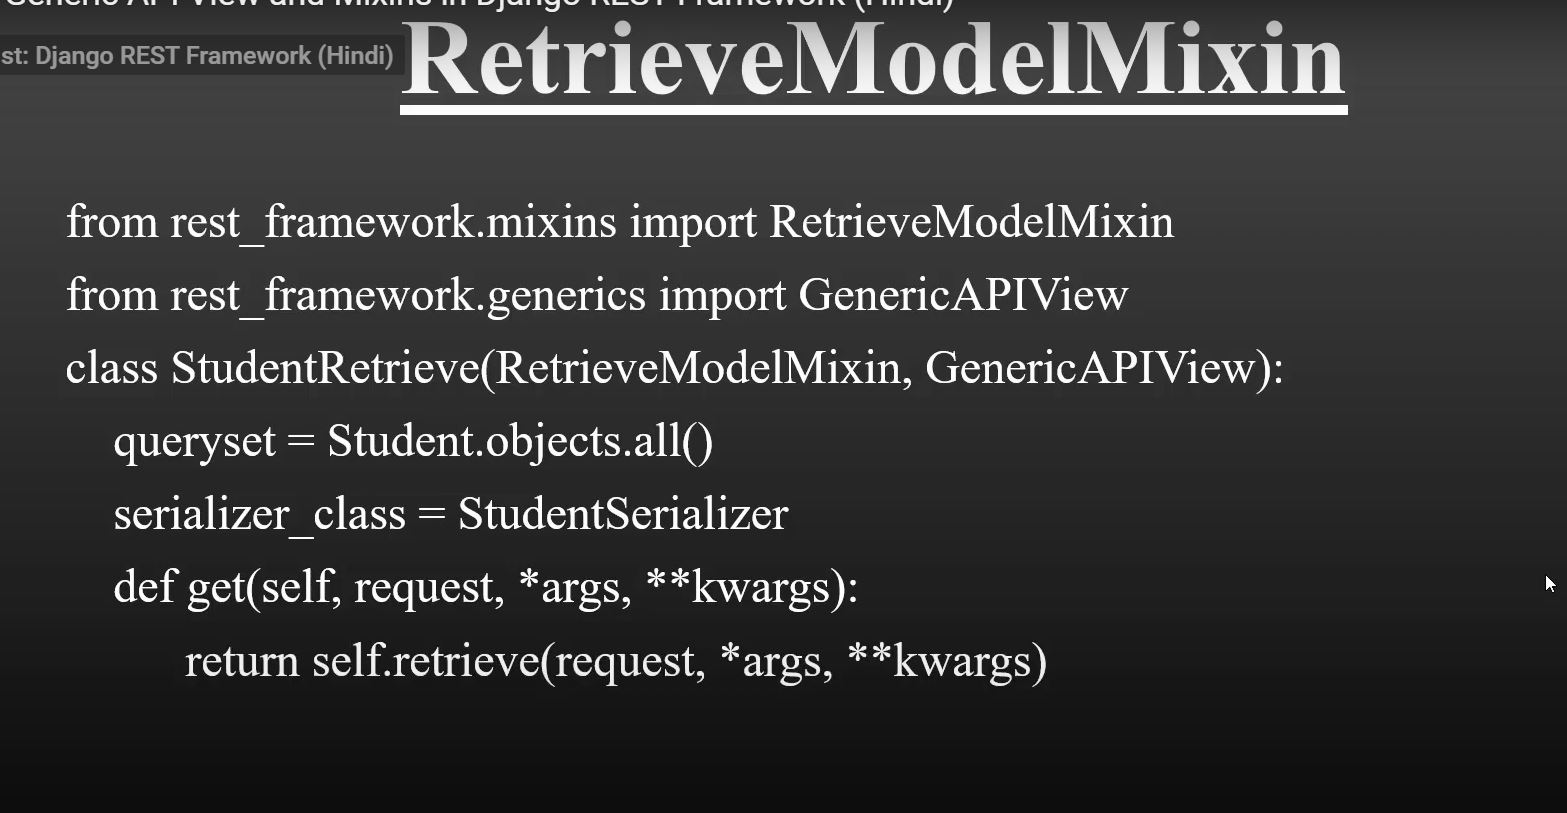 Generic API View and Mixins in Django REST Framework (Hindi)
st: Django REST Framework (Hindi)
RetrieveModelMixin
from rest_framework.mixins import RetrieveModelMixin
from rest_framework.generics import GenericAPIView
class StudentRetrieve(RetrieveModelMixin, GenericAPIView):
queryset = Student.objects.all()
serializer_class = StudentSerializer
def get(self, request, *args, **kwargs):
return self.retrieve(request, *args, **kwargs)